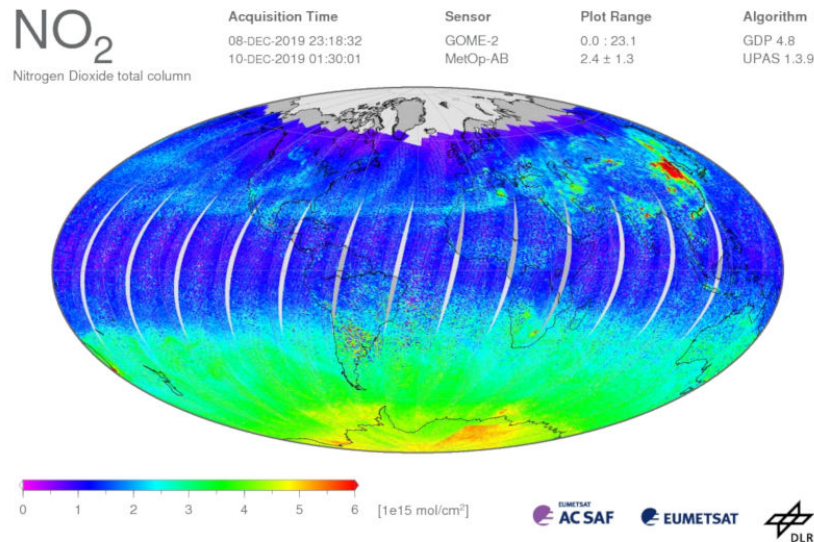 NO2
Nitrogen Dioxide total column
Acquisition Time
08-DEC-2019 23:18:32
10-DEC-2019 01:30:01
Sensor
GOME-2
MetOp-AB
Plot Range
0.0 : 23.1
2.4 ± 1.3
Algorithm
GDP 4.8
UPAS 1.3.9
0 1 2 3 4 5 6 [1e15 mol/cm²]
EUMETSAT
AC SAF
EUMETSAT
DLR